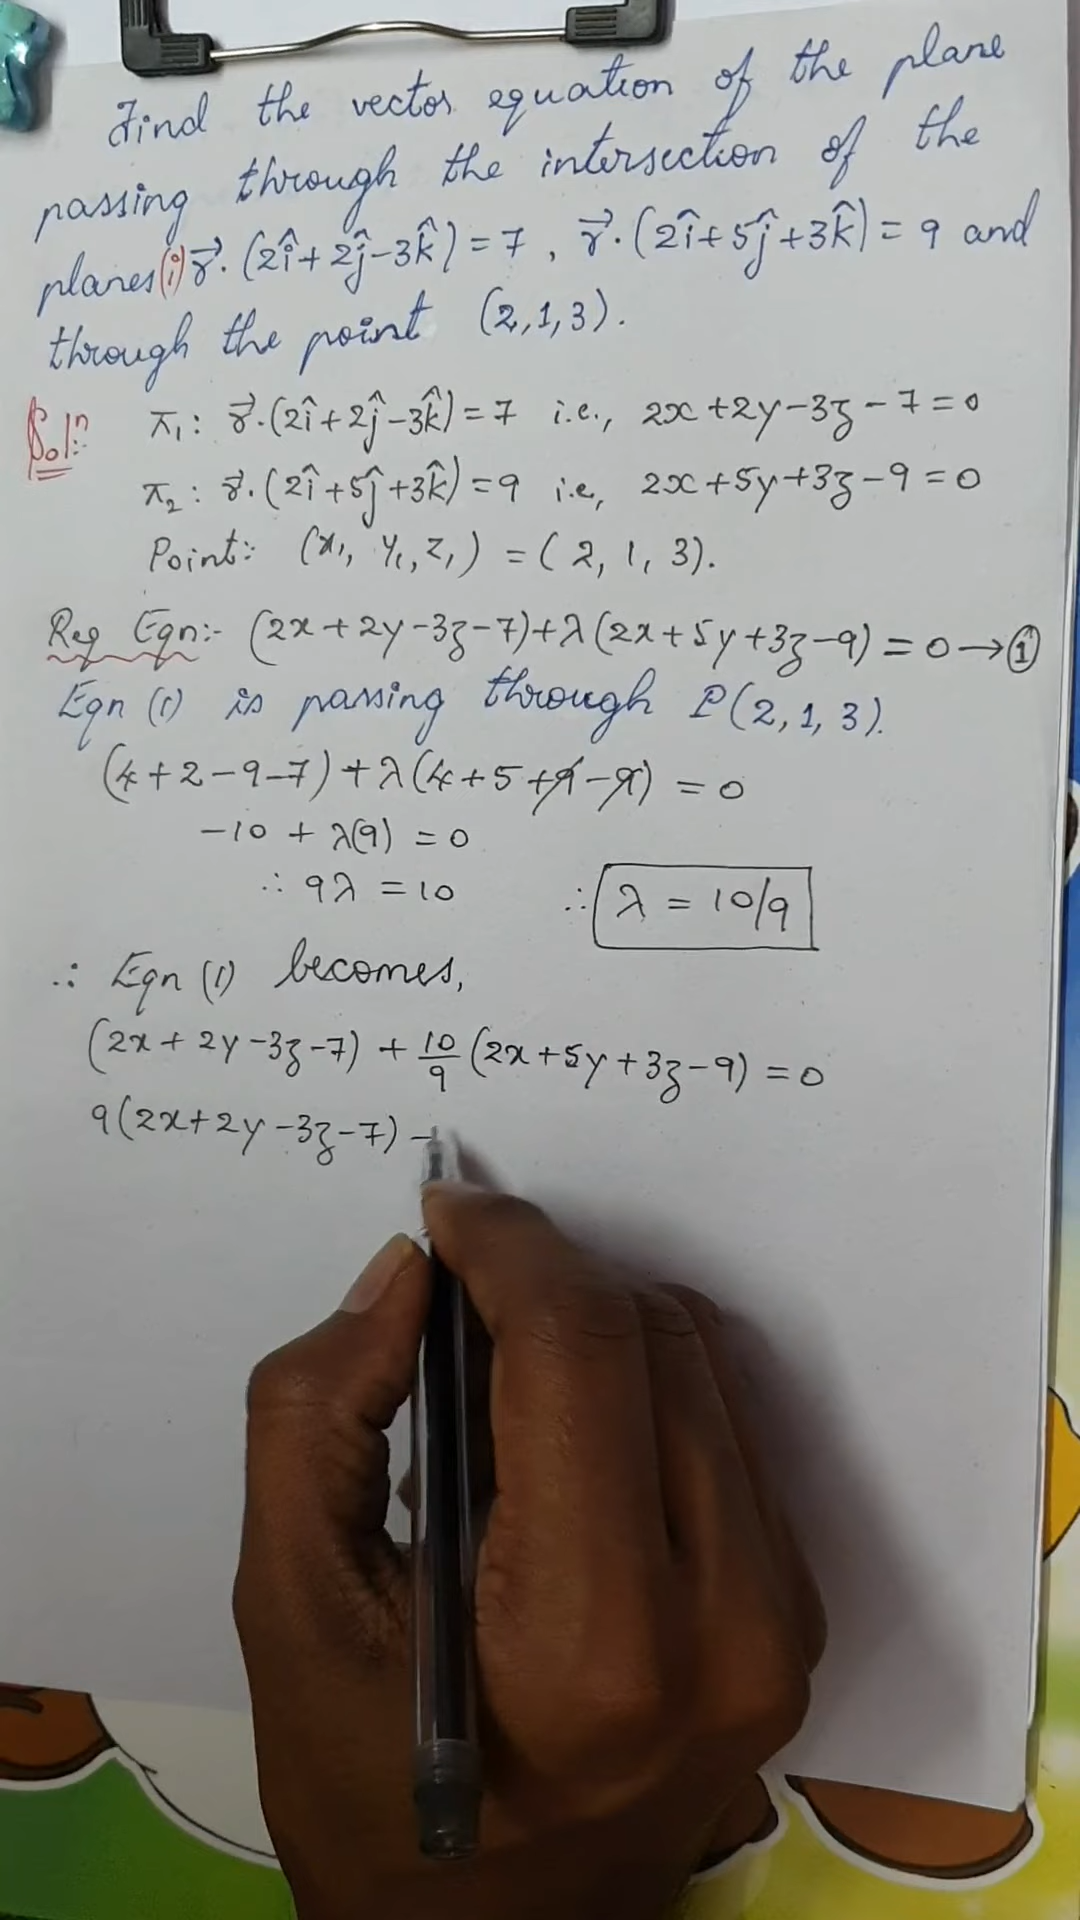 Find the vector equation of the plane
passing through the intersection of the
planes (i) r⃗.(2î+2ĵ-3k̂)=7, r⃗.(2î+5ĵ+3k̂)=9 and
through the point (2,1,3).
Sol:n π₁: r⃗.(2î+2ĵ-3k̂)=7 i.e., 2x+2y-3z-7=0
π₂: r⃗.(2î+5ĵ+3k̂)=9 i.e, 2x+5y+3z-9=0
Point:- (x₁, y₁, z₁) = (2, 1, 3).
Req Eqn:- (2x+2y-3z-7)+λ(2x+5y+3z-9)=0→①
Eqn (1) is passing through P(2,1,3).
(4+2-9-7)+λ(4+5+9-9)=0
-10+λ(9)=0
∴ 9λ=10 ∴ λ=10/9
∴ Eqn (1) becomes,
(2x+2y-3z-7)+10/9(2x+5y+3z-9)=0
9(2x+2y-3z-7)+